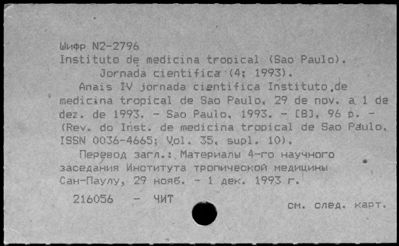 Шифр N2-2796
Instituto de medicina tropical (Sao Paulo).
Jornada cientifica (4; 1993).
Anais IV jornada cientifica Instituto de
medicina tropical de Sao Paulo, 29 de nov. a 1 de
dez. de 1993. - Sao Paulo, 1993. - [8], 96 p. -
(Rev. do Inst. de medicina tropical de Sao Paulo,
ISSN 0036-4665; Vol. 35, supl. 10).
Перевод загл.: Материалы 4-го научного
заседания Института тропической медицины
Сан-Паулу, 29 нояб. - 1 дек. 1993 г.
216056 - ЧИТ
см. след. карт.